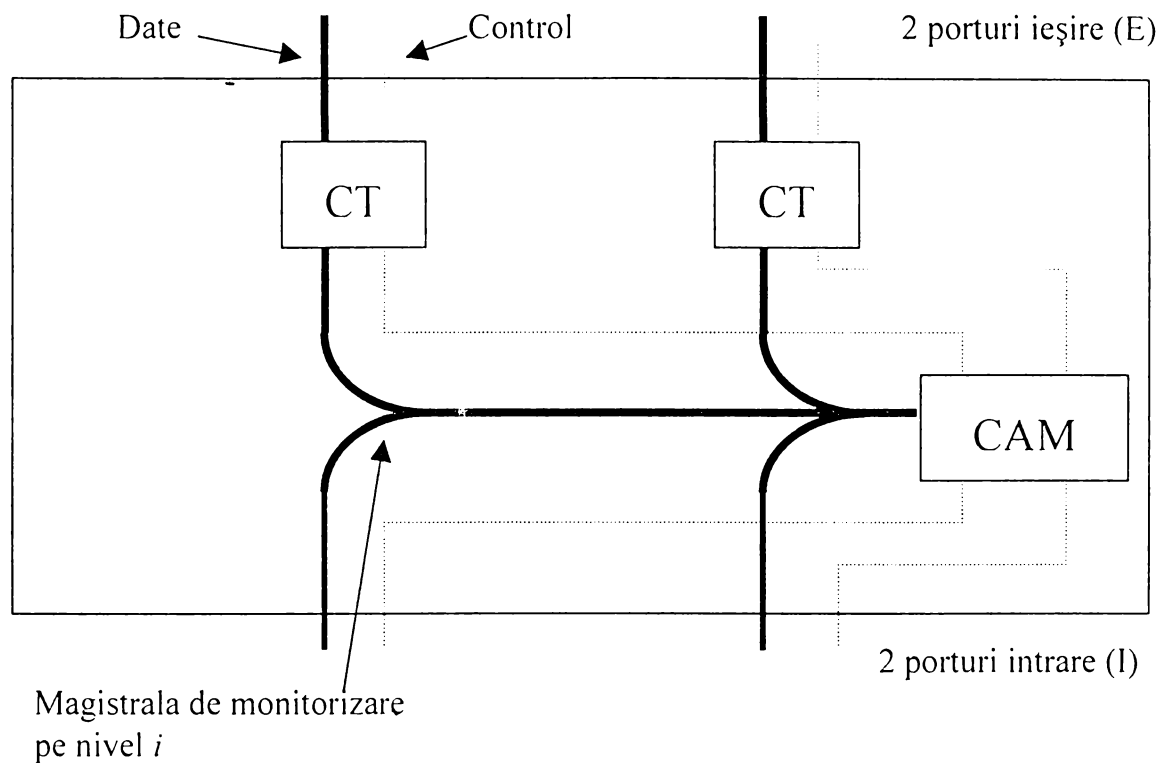 Date
Control
2 porturi ieşire (E)
CT
CT
CAM
2 porturi intrare (I)
Magistrala de monitorizare
pe nivel i